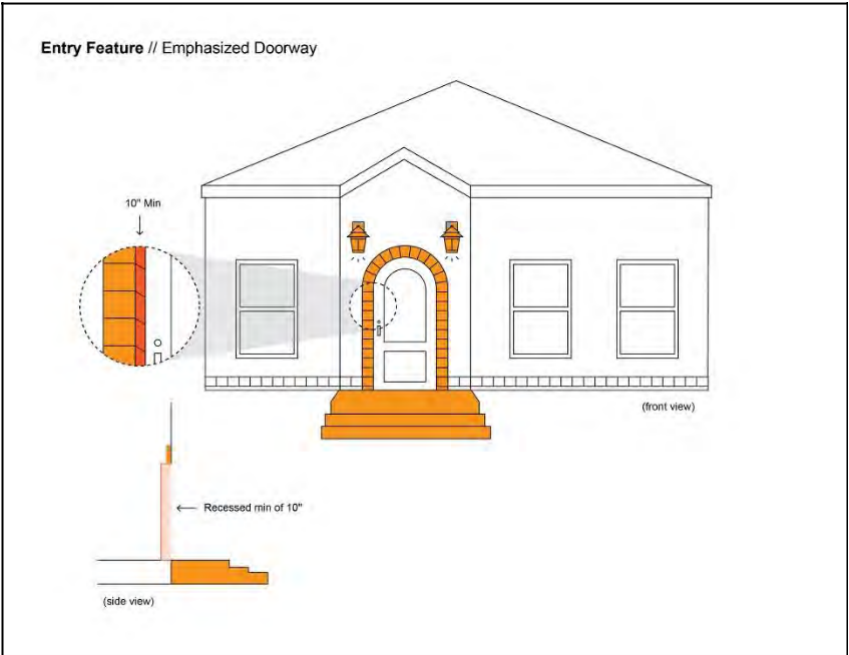 Entry Feature // Emphasized Doorway
10" Min
(front view)
Recessed min of 10"
(side view)